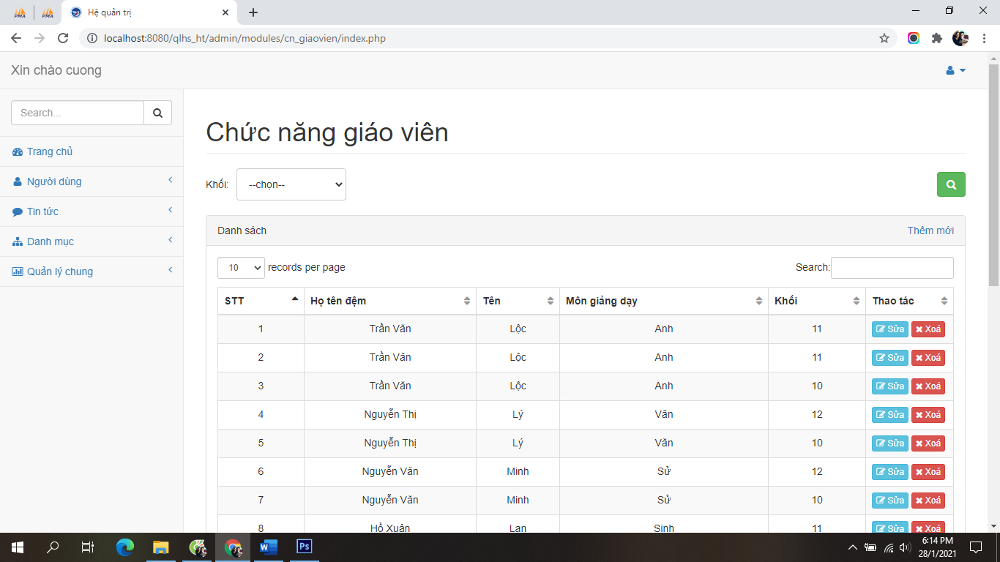 PMA PMA Hệ quản trị
localhost:8080/qlhs_ht/admin/modules/cn_giaovien/index.php
Xin chào cuong
Search...
Trang chủ
Người dùng
Tin tức
Danh mục
Quản lý chung
Chức năng giáo viên
Khối: --chọn--
Danh sách Thêm mới
10 records per page Search:
STT Họ tên đệm Tên Môn giảng dạy Khối Thao tác
1 Trần Văn Lộc Anh 11 Sửa Xoá
2 Trần Văn Lộc Anh 11 Sửa Xoá
3 Trần Văn Lộc Anh 10 Sửa Xoá
4 Nguyễn Thị Lý Văn 12 Sửa Xoá
5 Nguyễn Thị Lý Văn 10 Sửa Xoá
6 Nguyễn Văn Minh Sử 12 Sửa Xoá
7 Nguyễn Văn Minh Sử 10 Sửa Xoá
8 Hồ Xuân Lan Sinh 11 Sửa Xoá
Ps
6:14 PM
28/1/2021